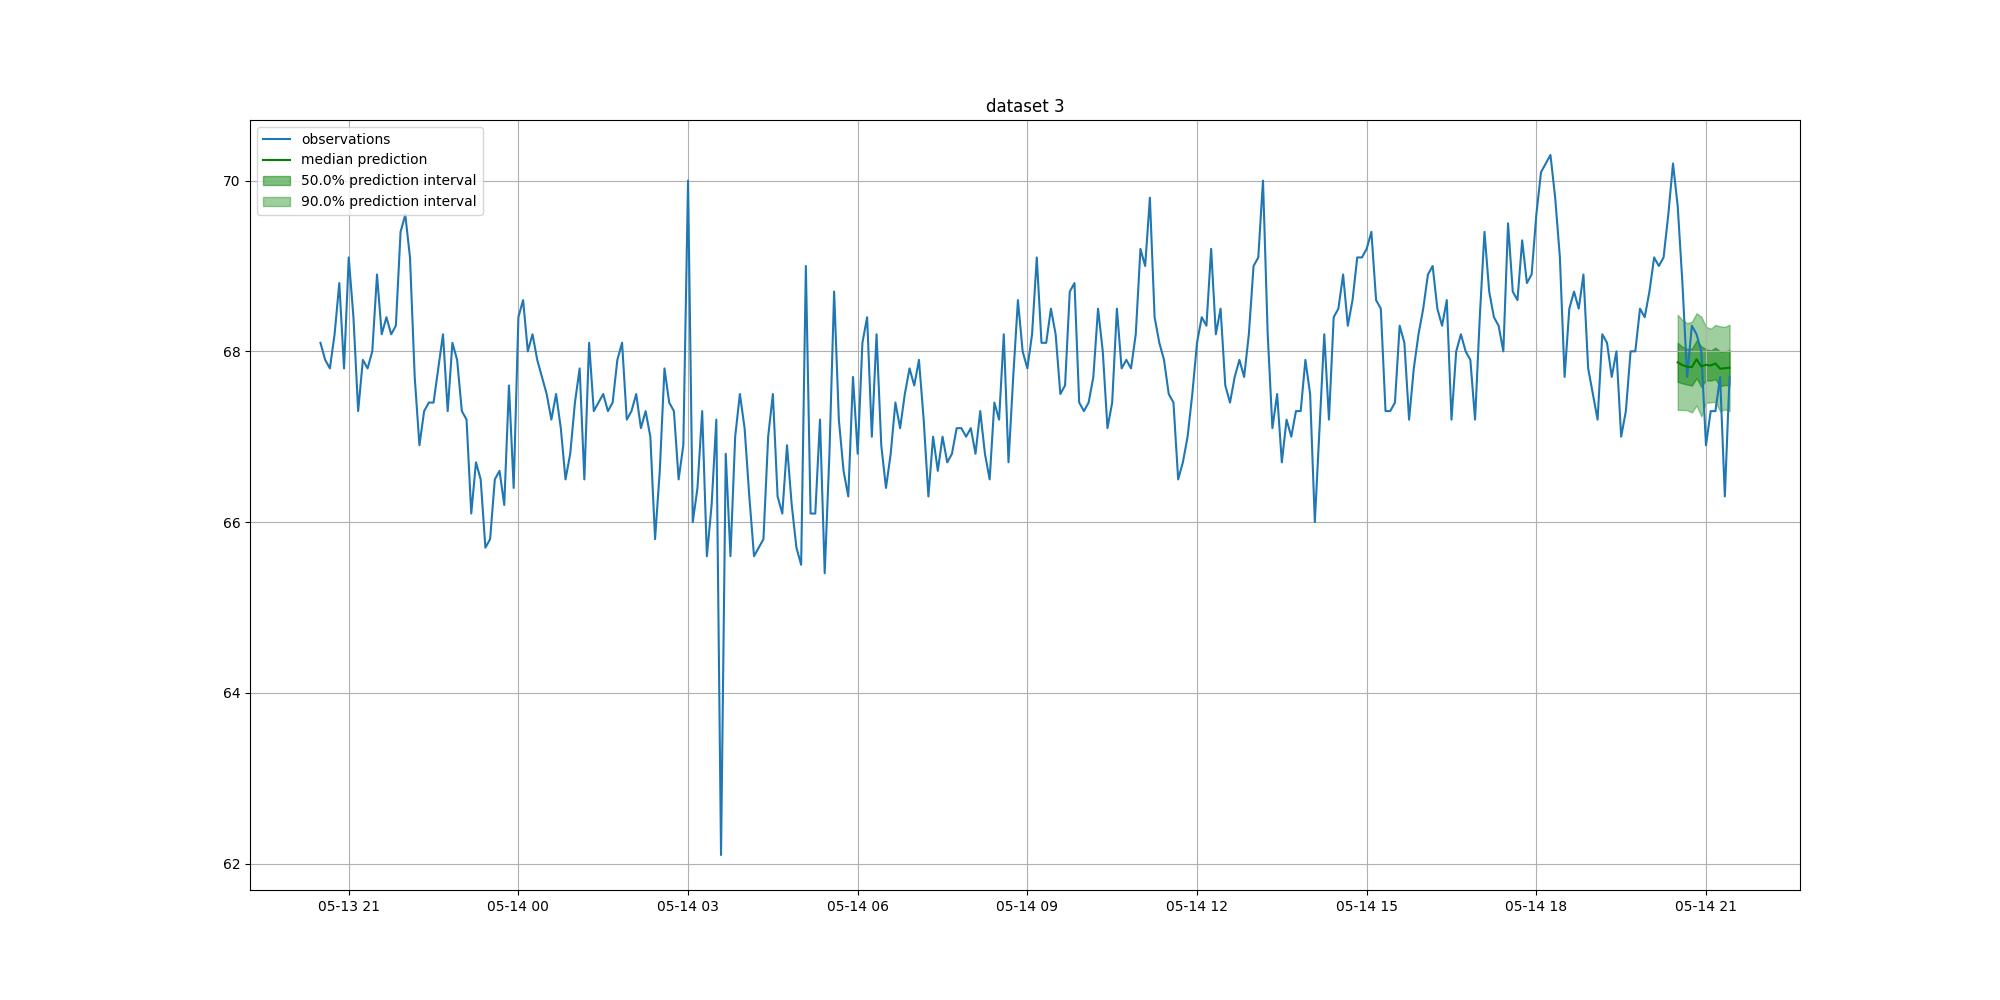 dataset 3
observations
median prediction
50.0% prediction interval
90.0% prediction interval
70
68
66
64
62
05-13 21
05-14 00
05-14 03
05-14 06
05-14 09
05-14 12
05-14 15
05-14 18
05-14 21